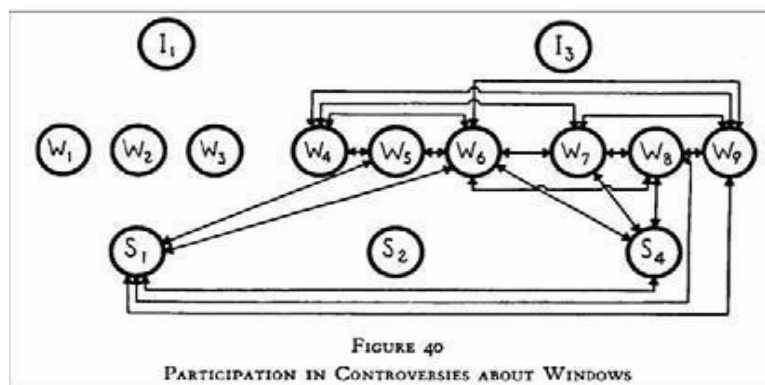 I₁ I₃
W₁ W₂ W₃ W₄ W₅ W₆ W₇ W₈ W₉
S₁ S₂ S₄
FIGURE 40
PARTICIPATION IN CONTROVERSIES ABOUT WINDOWS